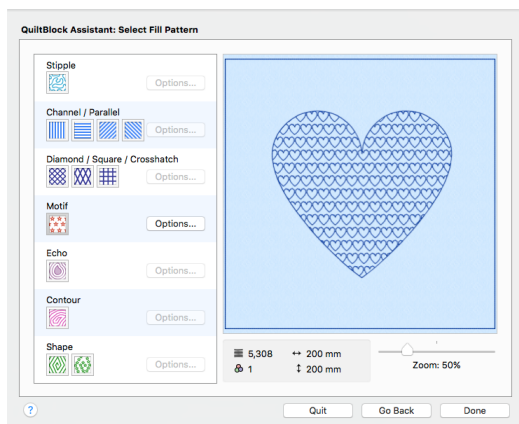 QuiltBlock Assistant: Select Fill Pattern
Stipple
Options...
Channel / Parallel
Options...
Diamond / Square / Crosshatch
Options...
Motif
Options...
Echo
Options...
Contour
Options...
Shape
Options...
5,308 ↔ 200 mm
1 ↕ 200 mm
Zoom: 50%
? Quit Go Back Done